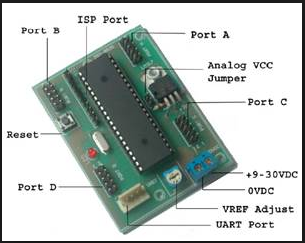 ISP Port
Port B
Port A
Analog VCC
Jumper
Port C
Reset
+9-30VDC
Port D
0VDC
VREF Adjust
UART Port